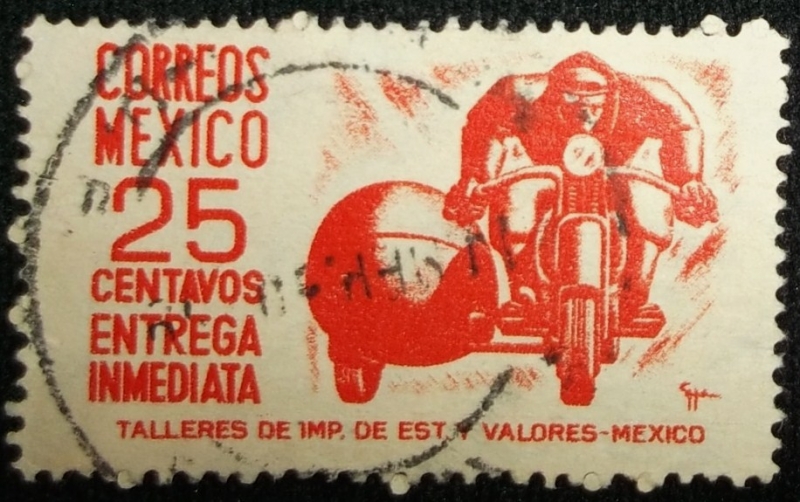 CORREOS
MEXICO
25
CENTAVOS
ENTREGA
INMEDIATA
TALLERES DE IMP. DE EST. Y VALORES-MEXICO